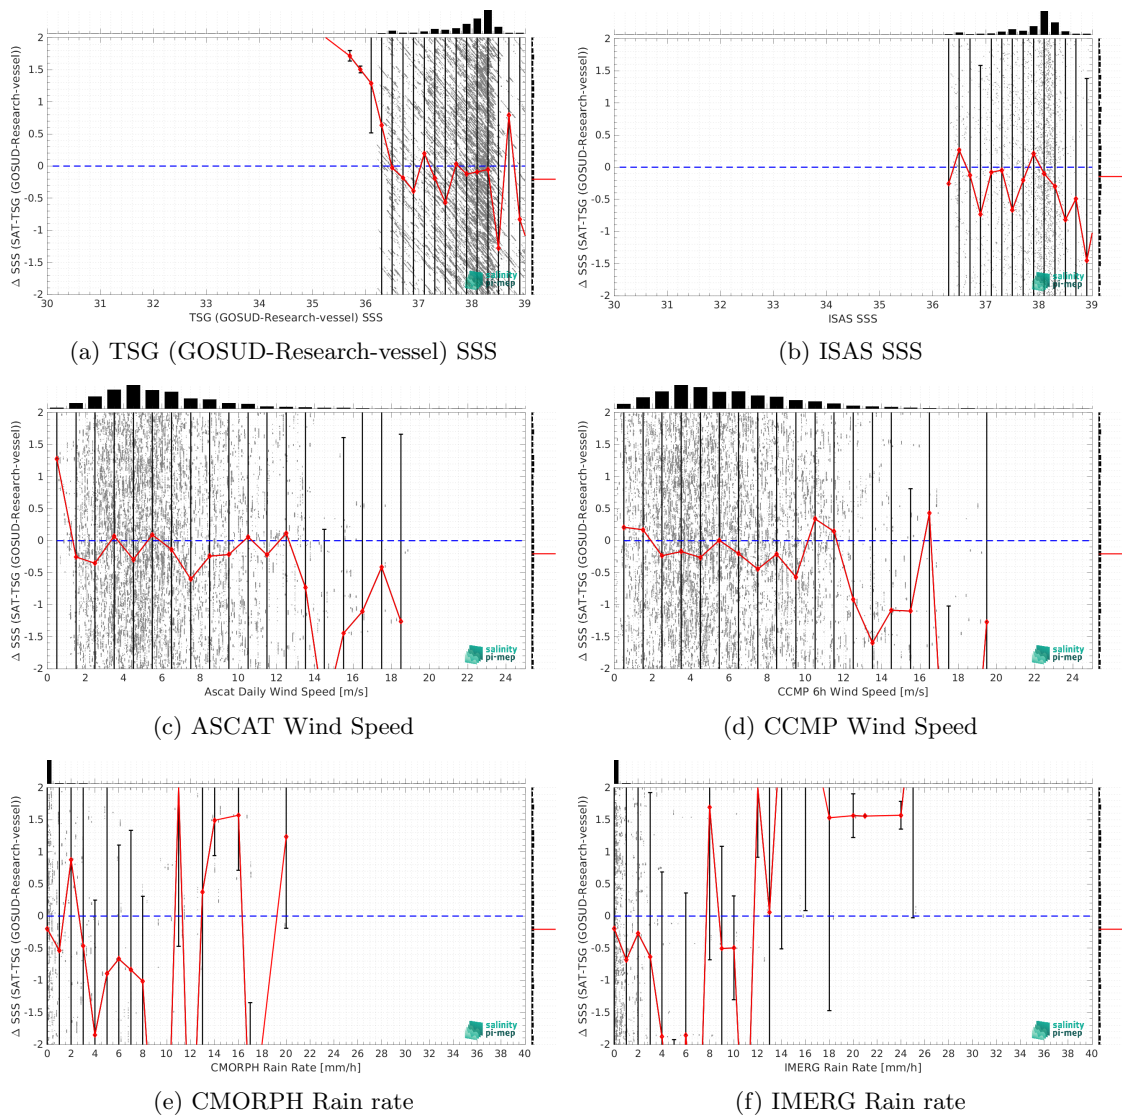 2
1.5
1
0.5
0
-0.5
-1
-1.5
-2
Δ SSS (SAT-TSG (GOSUD-Research-vessel))
30 31 32 33 34 35 36 37 38 39
TSG (GOSUD-Research-vessel) SSS
salinity
pi-mep
(a) TSG (GOSUD-Research-vessel) SSS
2
1.5
1
0.5
0
-0.5
-1
-1.5
-2
Δ SSS (SAT-TSG (GOSUD-Research-vessel))
30 31 32 33 34 35 36 37 38 39
ISAS SSS
salinity
pi-mep
(b) ISAS SSS
2
1.5
1
0.5
0
-0.5
-1
-1.5
-2
Δ SSS (SAT-TSG (GOSUD-Research-vessel))
0 2 4 6 8 10 12 14 16 18 20 22 24
Ascat Daily Wind Speed [m/s]
salinity
pi-mep
(c) ASCAT Wind Speed
2
1.5
1
0.5
0
-0.5
-1
-1.5
-2
Δ SSS (SAT-TSG (GOSUD-Research-vessel))
0 2 4 6 8 10 12 14 16 18 20 22 24
CCMP 6h Wind Speed [m/s]
salinity
pi-mep
(d) CCMP Wind Speed
2
1.5
1
0.5
0
-0.5
-1
-1.5
-2
Δ SSS (SAT-TSG (GOSUD-Research-vessel))
0 2 4 6 8 10 12 14 16 18 20 22 24 26 28 30 32 34 36 38 40
CMORPH Rain Rate [mm/h]
salinity
pi-mep
(e) CMORPH Rain rate
2
1.5
1
0.5
0
-0.5
-1
-1.5
-2
Δ SSS (SAT-TSG (GOSUD-Research-vessel))
0 2 4 6 8 10 12 14 16 18 20 22 24 26 28 30 32 34 36 38 40
IMERG Rain Rate [mm/h]
salinity
pi-mep
(f) IMERG Rain rate